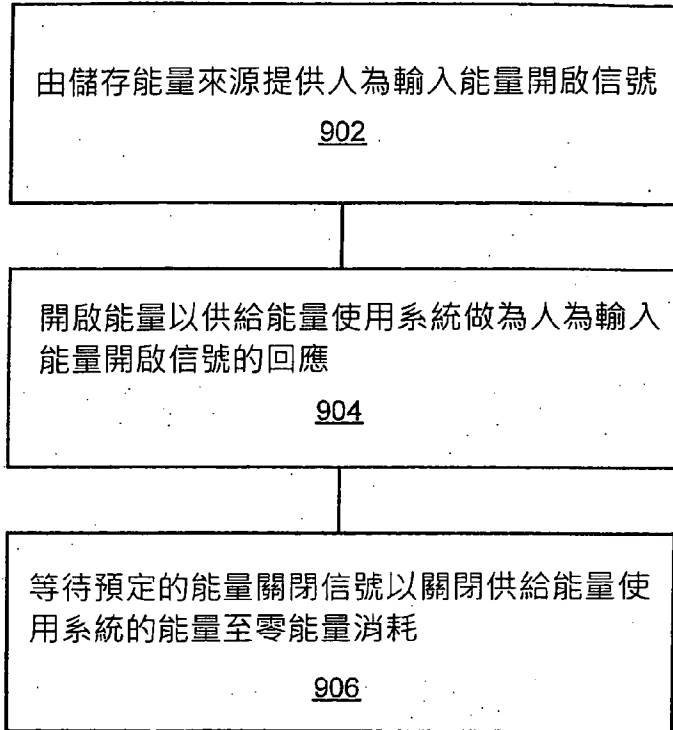 由儲存能量來源提供人為輸入能量開啟信號
902
開啟能量以供給能量使用系統做為人為輸入
能量開啟信號的回應
904
等待預定的能量關閉信號以關閉供給能量使
用系統的能量至零能量消耗
906